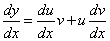 dy/dx = du/dx v + u dv/dx